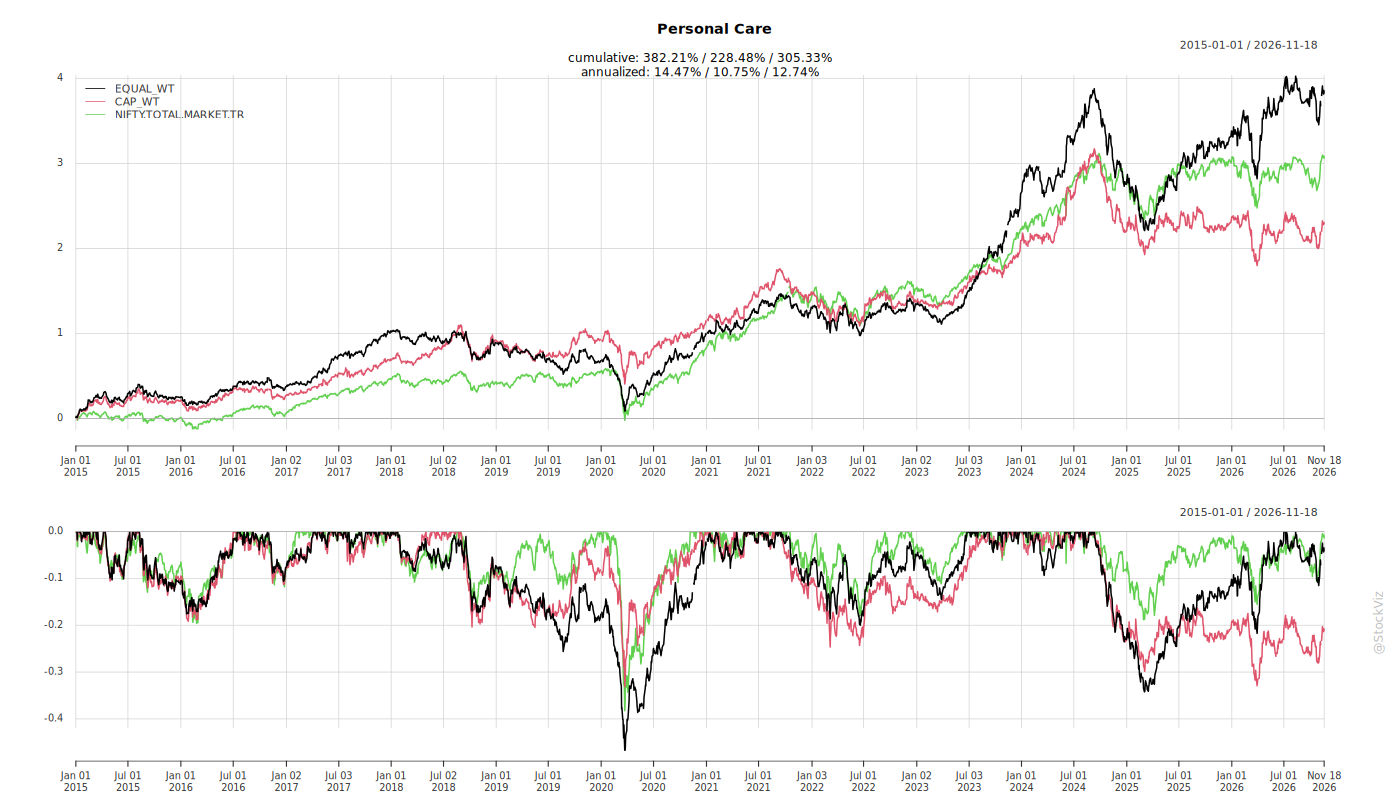 Personal Care
2015-01-01 / 2026-11-18
cumulative: 382.21% / 228.48% / 305.33%
annualized: 14.47% / 10.75% / 12.74%
EQUAL_WT
CAP_WT
NIFTY.TOTAL.MARKET.TR
4
3
2
1
0
Jan 01 Jul 01 Jan 01 Jul 01 Jan 02 Jul 03 Jan 01 Jul 02 Jan 01 Jul 01 Jan 01 Jul 01 Jan 01 Jul 01 Jan 03 Jul 01 Jan 02 Jul 03 Jan 01 Jul 01 Jan 01 Jul 01 Jan 01 Jul 01 Nov 18
2015 2015 2016 2016 2017 2017 2018 2018 2019 2019 2020 2020 2021 2021 2022 2022 2023 2023 2024 2024 2025 2025 2026 2026 2026
2015-01-01 / 2026-11-18
0.0
-0.1
-0.2
-0.3
-0.4
Jan 01 Jul 01 Jan 01 Jul 01 Jan 02 Jul 03 Jan 01 Jul 02 Jan 01 Jul 01 Jan 01 Jul 01 Jan 01 Jul 01 Jan 03 Jul 01 Jan 02 Jul 03 Jan 01 Jul 01 Jan 01 Jul 01 Jan 01 Jul 01 Nov 18
2015 2015 2016 2016 2017 2017 2018 2018 2019 2019 2020 2020 2021 2021 2022 2022 2023 2023 2024 2024 2025 2025 2026 2026 2026
@StockViz